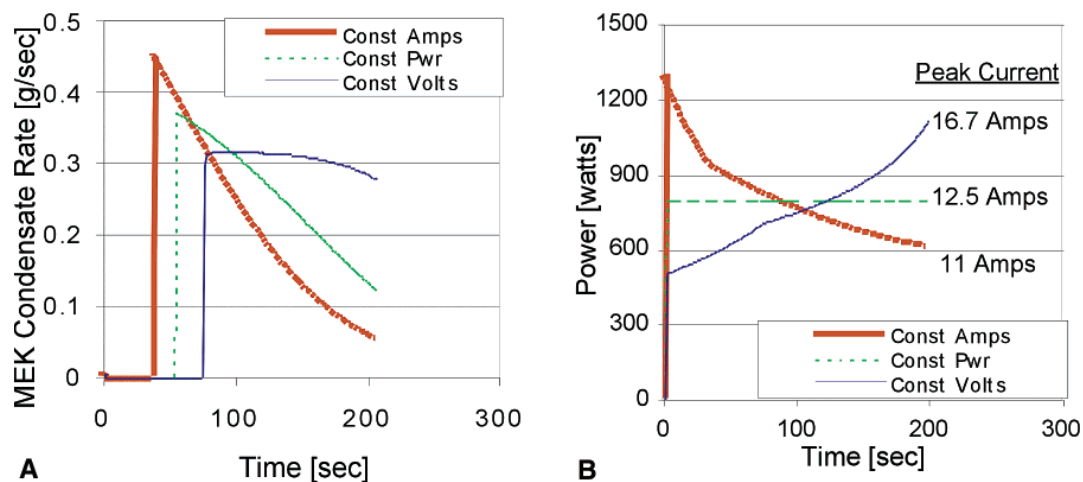 MEK Condensate Rate [g/sec]
0.5
0.4
0.3
0.2
0.1
0
0
100
200
300
Const Amps
Const Pwr
Const Volts
Time [sec]
A
Power [watts]
1500
1200
900
600
300
0
0
100
200
300
Peak Current
16.7 Amps
12.5 Amps
11 Amps
Const Amps
Const Pwr
Const Volts
Time [sec]
B